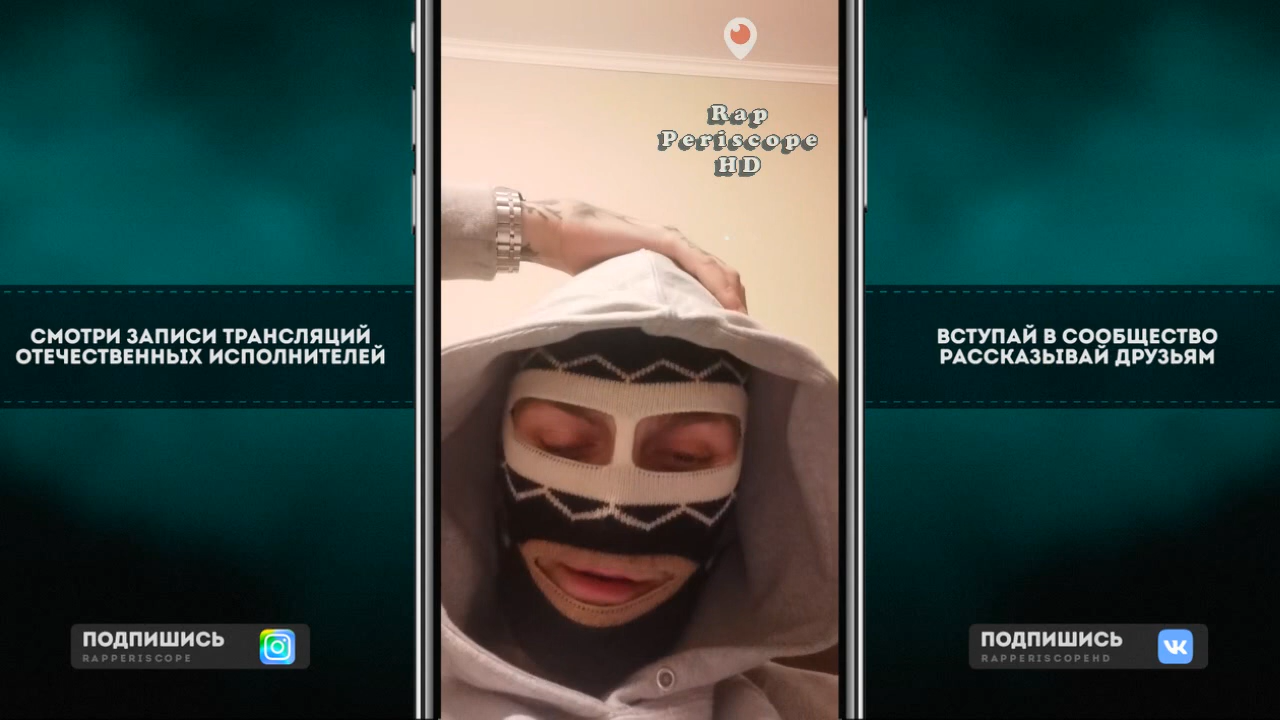 Rap
Periscope
HD
СМОТРИ ЗАПИСИ ТРАНСЛЯЦИЙ
ОТЕЧЕСТВЕННЫХ ИСПОЛНИТЕЛЕЙ
ВСТУПАЙ В СООБЩЕСТВО
РАССКАЗЫВАЙ ДРУЗЬЯМ
ПОДПИШИСЬ
RAPPERISCOPE
ПОДПИШИСЬ
RAPPERISCOPEHD